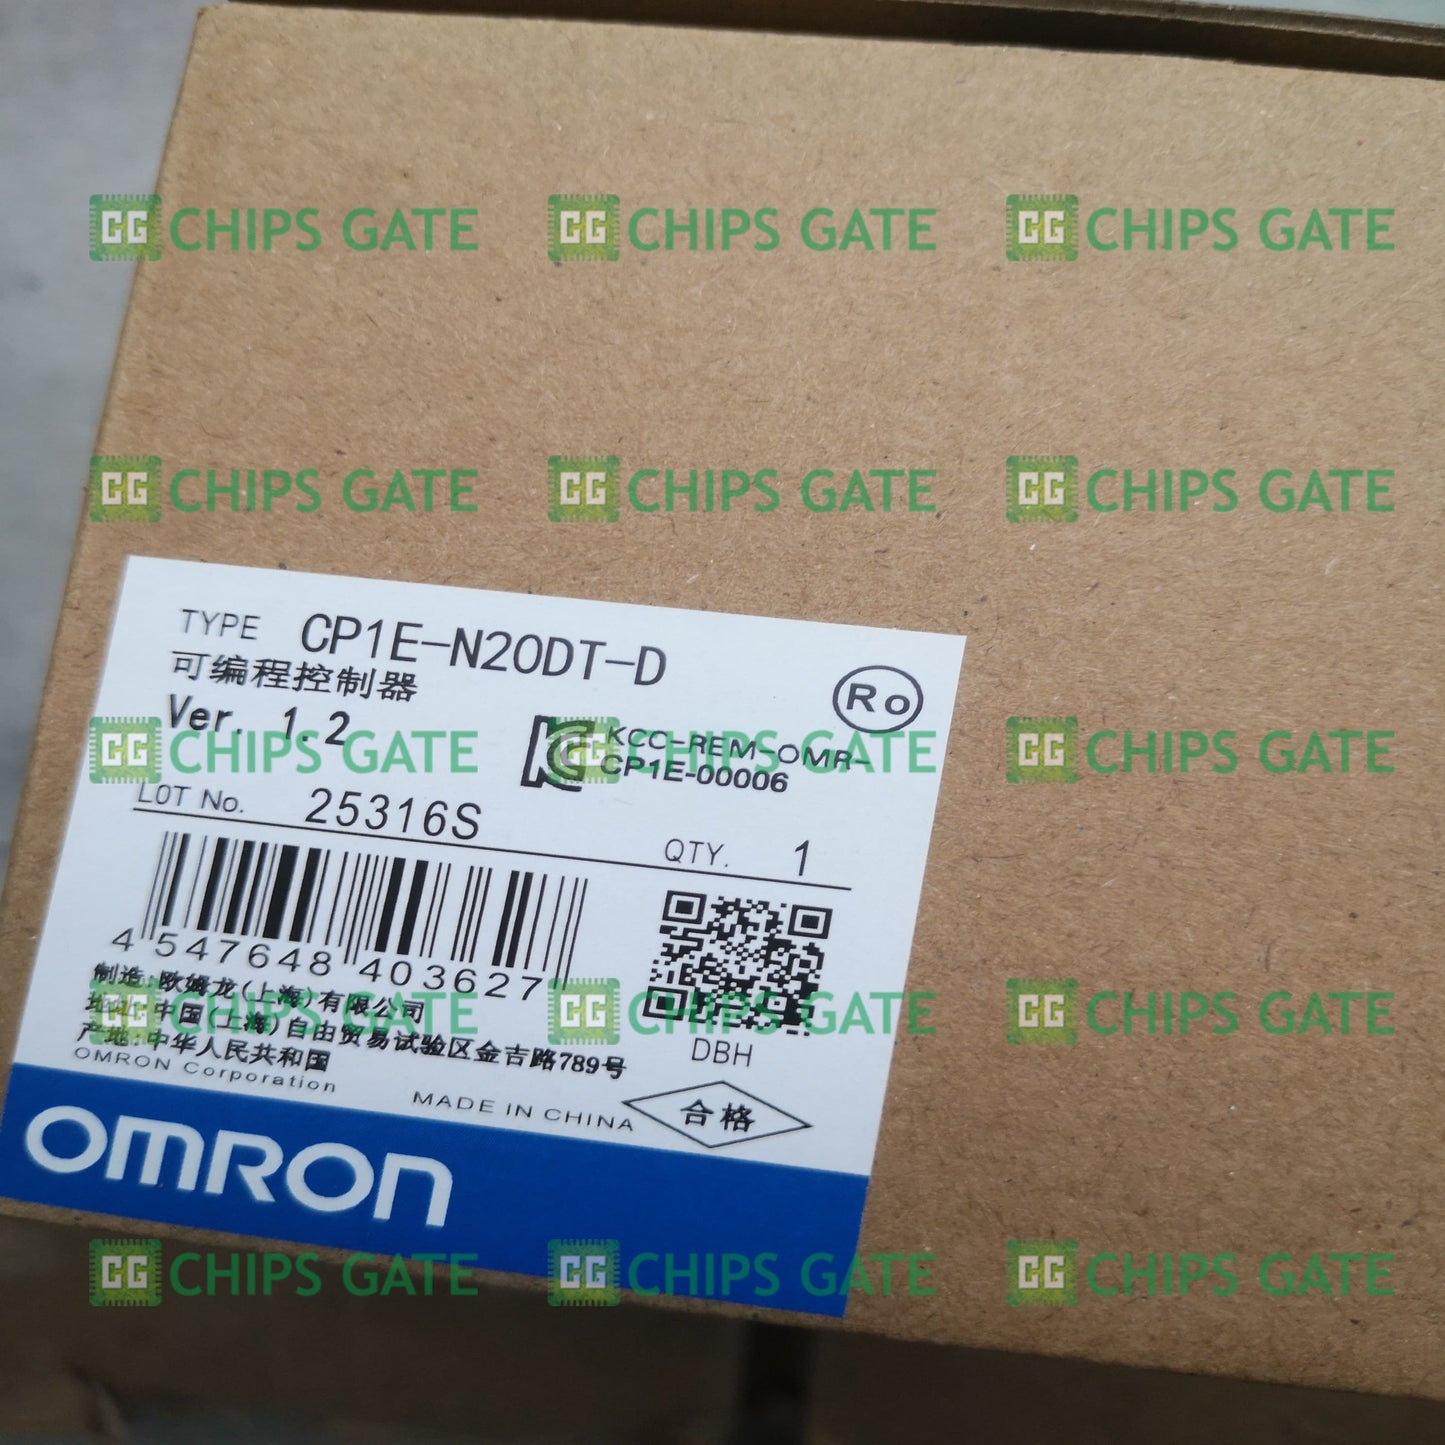 CG CHIPS GATE CG CHIPS GATE CG CHIPS GATE
CG CHIPS GATE CG CHIPS GATE CG CHIPS GATE
TYPE CP1E-N20DT-D
可编程控制器
Ro
Ver. 1.2
KCC-REM-OMR-
CP1E-00006
CG CHIPS GATE CG CHIPS GATE CG CHIPS GATE
LOT No. 25316S
QTY. 1
4 547648 403627
制造:欧姆龙(上海)有限公司
地址:中国(上海)自由贸易试验区金吉路789号
产地:中华人民共和国
CG CHIPS GATE CG CHIPS GATE CG CHIPS GATE
DBH
OMRON Corporation
MADE IN CHINA
合格
OMRON
CG CHIPS GATE CG CHIPS GATE CG CHIPS GATE